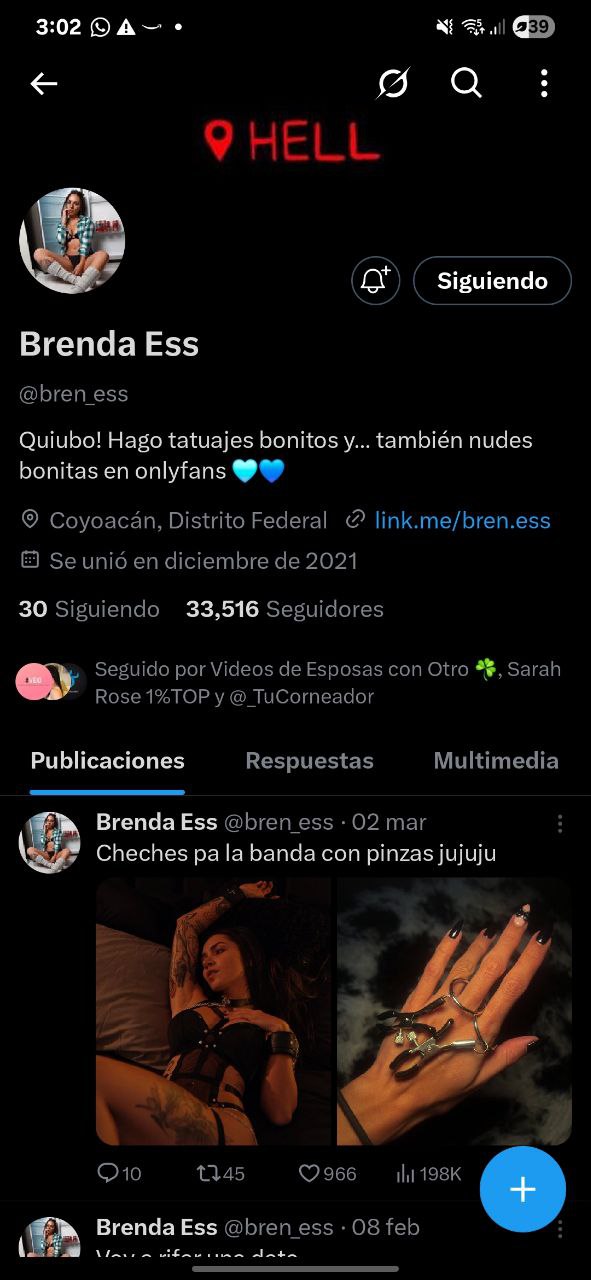 3:02
39
HELL
Siguiendo
Brenda Ess
@bren_ess
Quiubo! Hago tatuajes bonitos y... también nudes
bonitas en onlyfans
Coyoacán, Distrito Federal link.me/bren.ess
Se unió en diciembre de 2021
30 Siguiendo 33,516 Seguidores
Seguido por Videos de Esposas con Otro 🍀, Sarah
Rose 1%TOP y @_TuCorneador
Publicaciones Respuestas Multimedia
Brenda Ess @bren_ess · 02 mar
Cheches pa la banda con pinzas jujuju
10 45 966 198K
Brenda Ess @bren_ess · 08 feb